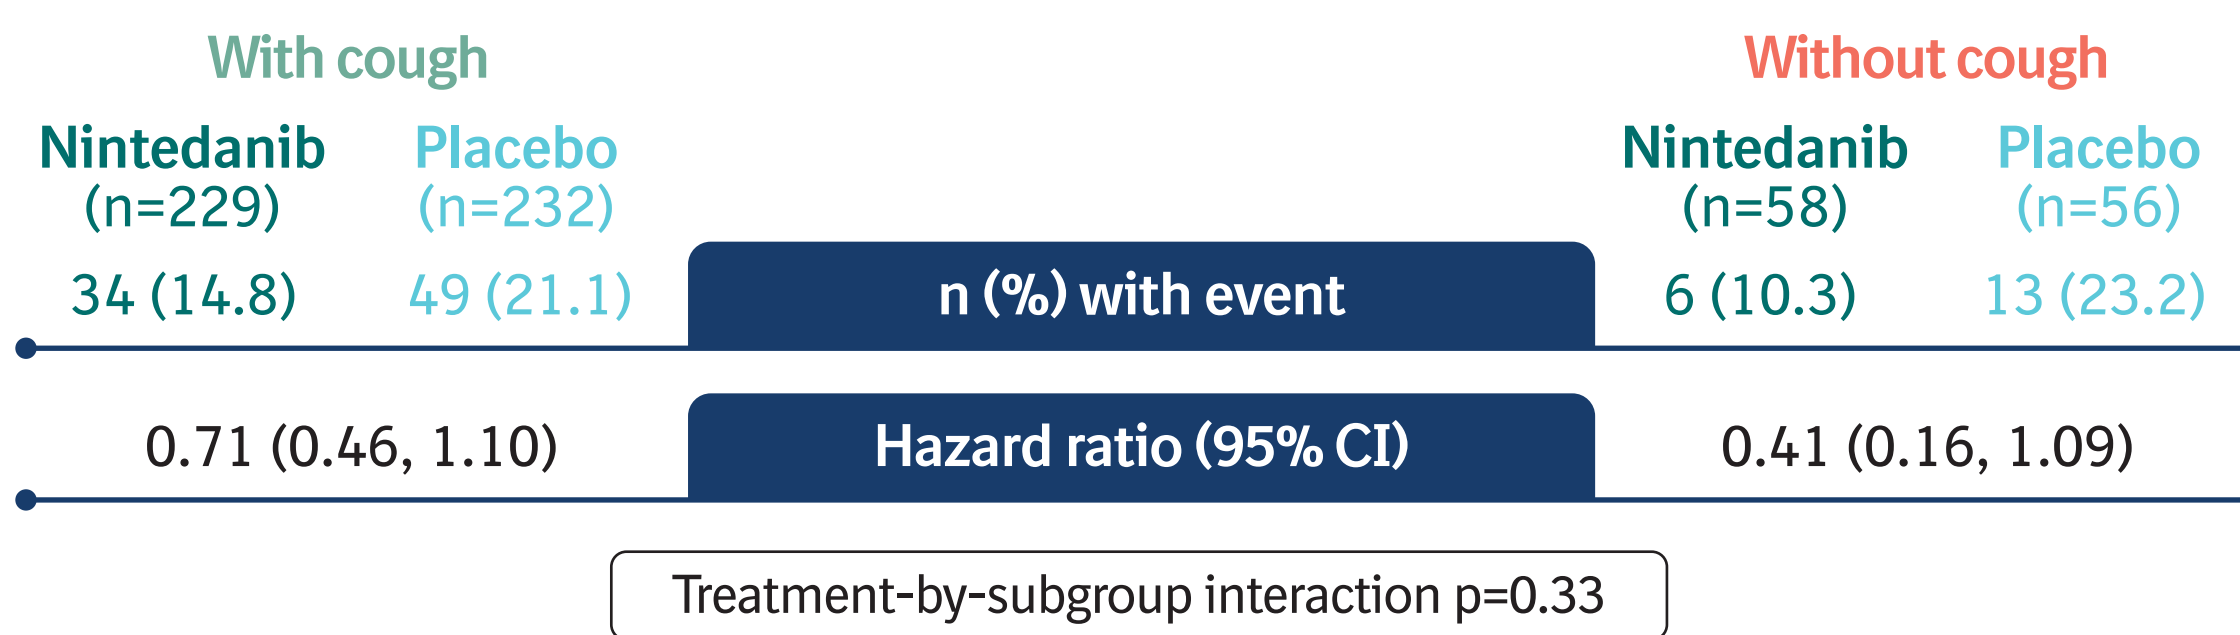 With cough
Without cough
Nintedanib Placebo Nintedanib Placebo
(n=229) (n=232) (n=58) (n=56)
34 (14.8) 49 (21.1) n (%) with event 6 (10.3) 13 (23.2)
0.71 (0.46, 1.10) Hazard ratio (95% CI) 0.41 (0.16, 1.09)
Treatment-by-subgroup interaction p=0.33